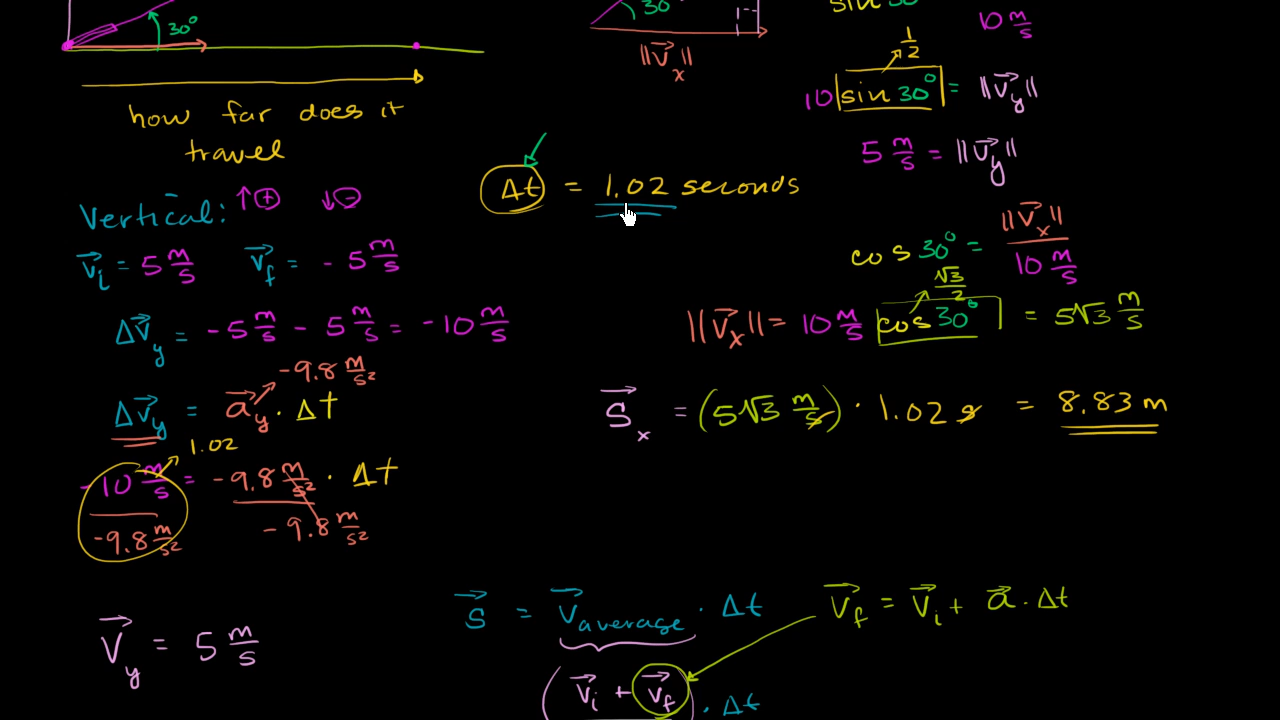 30°
how far does it
travel
Vertical: ↑⊕ ↓⊖
v⃗i = 5 m/s v⃗f = - 5 m/s
Δv⃗y = -5 m/s - 5 m/s = -10 m/s
-9.8 m/s²
Δv⃗y = a⃗y · Δt
1.02
-10 m/s = -9.8 m/s² · Δt
-9.8 m/s² -9.8 m/s²
V⃗y = 5 m/s
30°
||v⃗x||
Δt = 1.02 seconds
10 m/s
1/2
10 sin 30° = ||v⃗y||
5 m/s = ||v⃗y||
cos 30° = ||v⃗x|| / 10 m/s
√3/2
||v⃗x|| = 10 m/s cos 30° = 5√3 m/s
S⃗x = (5√3 m/s) · 1.02 s = 8.83 m
S⃗ = V⃗average · Δt
v⃗f = v⃗i + a⃗ · Δt
(v⃗i + v⃗f · Δt